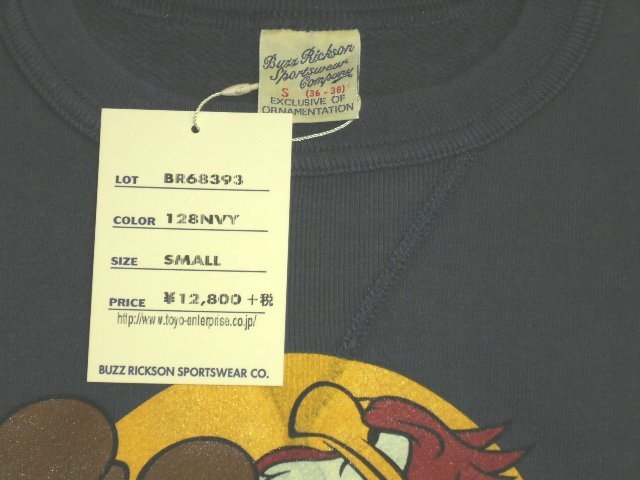 Buzz Rickson
Sportswear
Company
S (36 - 38)
EXCLUSIVE OF
ORNAMENTATION
LOT BR68393
COLOR 128NVY
SIZE SMALL
PRICE ¥12,800 +税
http://www.toyo-enterprise.co.jp/
BUZZ RICKSON SPORTSWEAR CO.